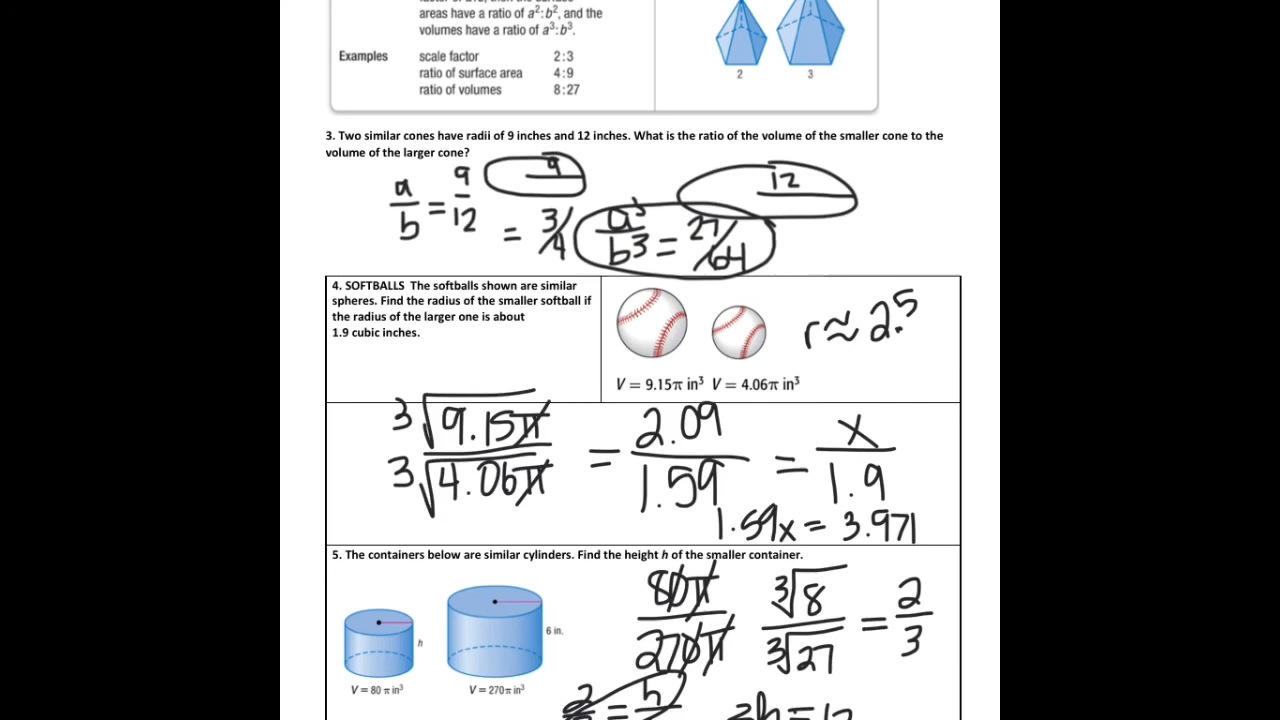 areas have a ratio of a²:b², and the
volumes have a ratio of a³:b³.
Examples scale factor 2:3
ratio of surface area 4:9
ratio of volumes 8:27
2 3
3. Two similar cones have radii of 9 inches and 12 inches. What is the ratio of the volume of the smaller cone to the
volume of the larger cone?
a/b = 9/12 = 3/4
9
12
a³/b³ = 27/64
4. SOFTBALLS The softballs shown are similar
spheres. Find the radius of the smaller softball if
the radius of the larger one is about
1.9 cubic inches.
r ≈ 2.5
V = 9.15π in³ V = 4.06π in³
∛9.15π / ∛4.06π = 2.09/1.59 = x/1.9
1.59x = 3.971
5. The containers below are similar cylinders. Find the height h of the smaller container.
80π/270π ∛8/∛27 = 2/3
h
6 in.
V = 80 π in³ V = 270π in³